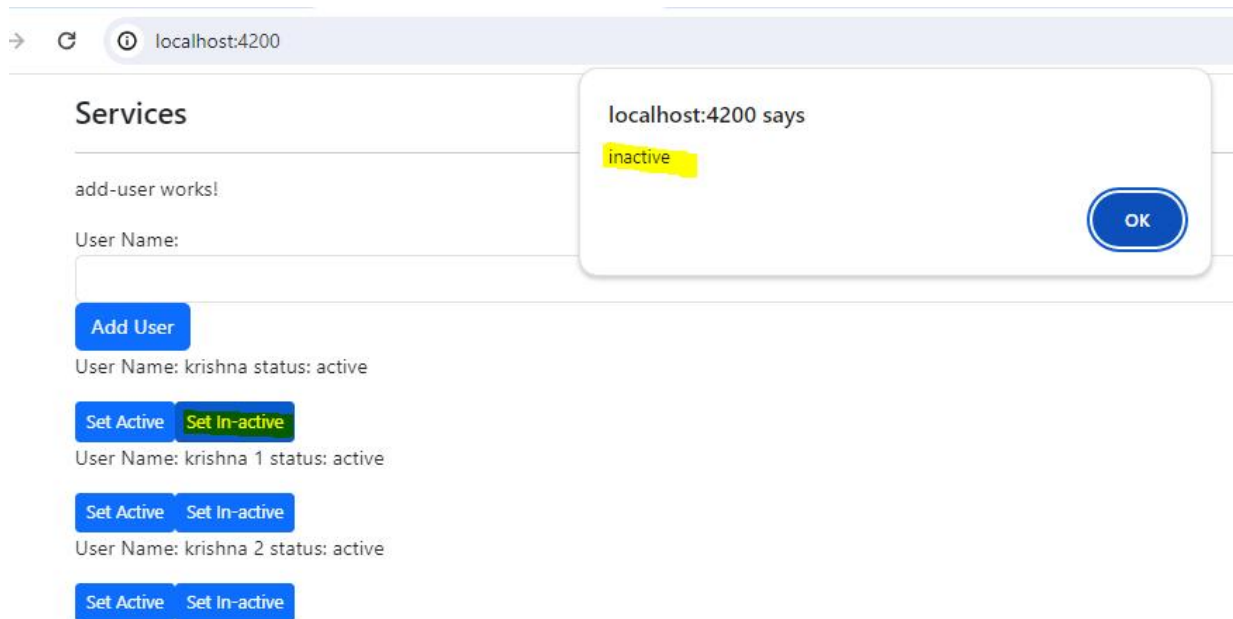 localhost:4200
Services
localhost:4200 says
inactive
OK
add-user works!
User Name:
Add User
User Name: krishna status: active
Set Active Set In-active
User Name: krishna 1 status: active
Set Active Set In-active
User Name: krishna 2 status: active
Set Active Set In-active